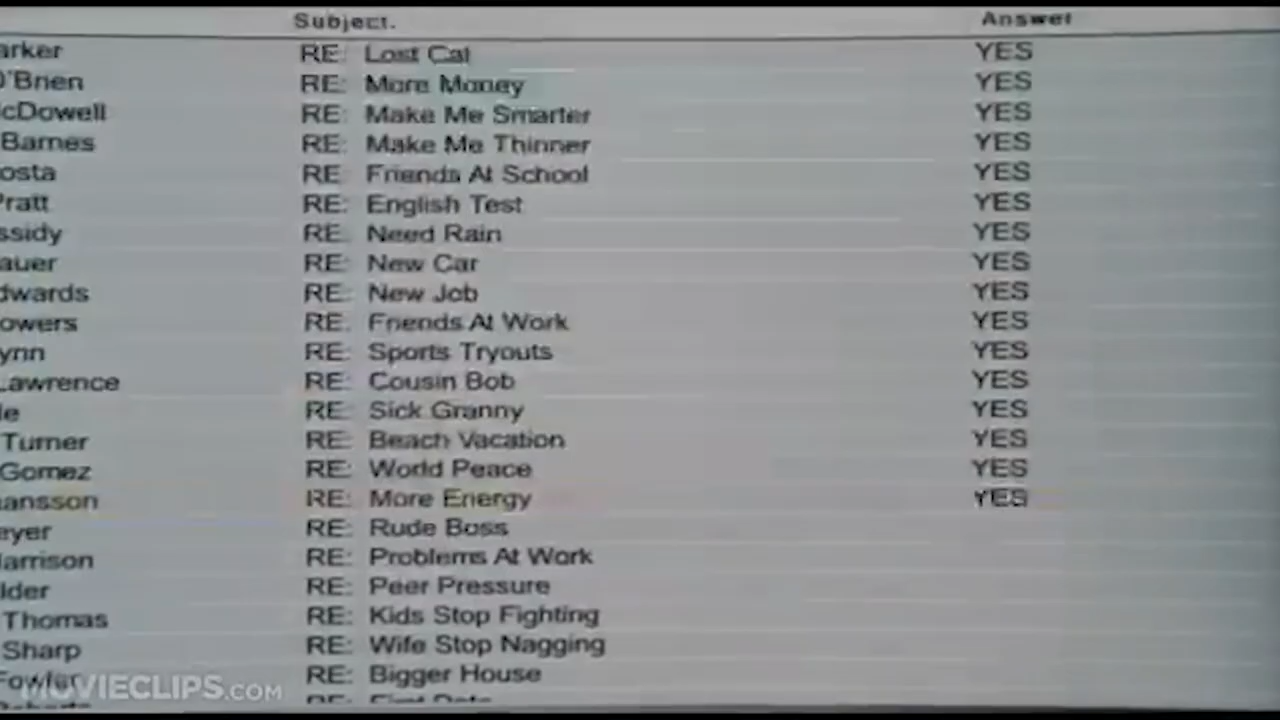 Subject. Answer
arker RE: Lost Cat YES
O'Brien RE: More Money YES
cDowell RE: Make Me Smarter YES
Barnes RE: Make Me Thinner YES
osta RE: Friends At School YES
Pratt RE: English Test YES
ssidy RE: Need Rain YES
auer RE: New Car YES
dwards RE: New Job YES
owers RE: Friends At Work YES
ynn RE: Sports Tryouts YES
Lawrence RE: Cousin Bob YES
le RE: Sick Granny YES
Turner RE: Beach Vacation YES
Gomez RE: World Peace YES
ansson RE: More Energy YES
eyer RE: Rude Boss
Harrison RE: Problems At Work
lder RE: Peer Pressure
Thomas RE: Kids Stop Fighting
Sharp RE: Wife Stop Nagging
Fowler RE: Bigger House
RE: First Date
MOVIECLIPS.COM